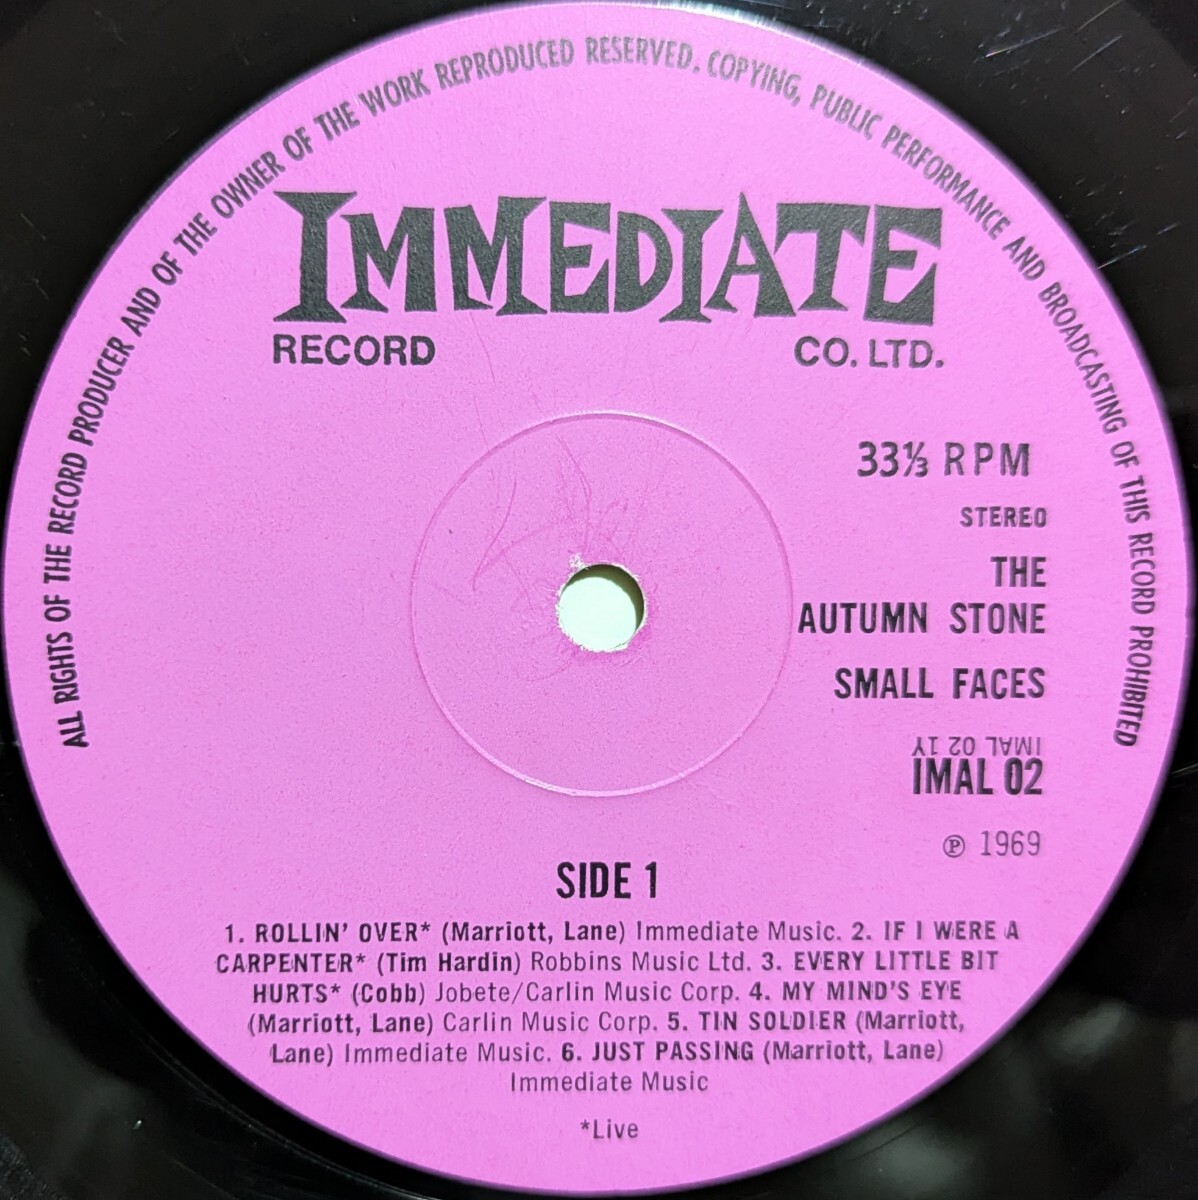 ALL RIGHTS OF THE RECORD PRODUCER AND OF THE OWNER OF THE WORK REPRODUCED RESERVED. COPYING, PUBLIC PERFORMANCE AND BROADCASTING OF THIS RECORD PROHIBITED
IMMEDIATE
RECORD CO. LTD.
33⅓ RPM
STEREO
THE
AUTUMN STONE
SMALL FACES
IMAL 02 1Y
IMAL 02
℗ 1969
SIDE 1
1. ROLLIN' OVER* (Marriott, Lane) Immediate Music. 2. IF I WERE A
CARPENTER* (Tim Hardin) Robbins Music Ltd. 3. EVERY LITTLE BIT
HURTS* (Cobb) Jobete/Carlin Music Corp. 4. MY MIND'S EYE
(Marriott, Lane) Carlin Music Corp. 5. TIN SOLDIER (Marriott,
Lane) Immediate Music. 6. JUST PASSING (Marriott, Lane)
Immediate Music
*Live